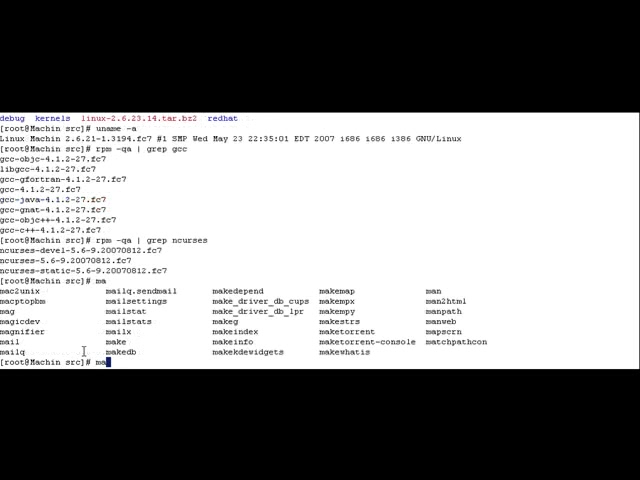 debug  kernels  linux-2.6.23.14.tar.bz2  redhat
[root@Machin src]# uname -a
Linux Machin 2.6.21-1.3194.fc7 #1 SMP Wed May 23 22:35:01 EDT 2007 i686 i686 i386 GNU/Linux
[root@Machin src]# rpm -qa | grep gcc
gcc-objc-4.1.2-27.fc7
libgcc-4.1.2-27.fc7
gcc-gfortran-4.1.2-27.fc7
gcc-4.1.2-27.fc7
gcc-java-4.1.2-27.fc7
gcc-gnat-4.1.2-27.fc7
gcc-objc++-4.1.2-27.fc7
gcc-c++-4.1.2-27.fc7
[root@Machin src]# rpm -qa | grep ncurses
ncurses-devel-5.6-9.20070812.fc7
ncurses-5.6-9.20070812.fc7
ncurses-static-5.6-9.20070812.fc7
[root@Machin src]# ma
mac2unix  mailq.sendmail  makedepend  makemap  man
macptopbm  mailsettings  make_driver_db_cups  makempx  man2html
mag  mailstat  make_driver_db_lpr  makempy  manpath
magicdev  mailstats  makeg  makestrs  manweb
magnifier  mailx  makeindex  maketorrent  mapscrn
mail  make  makeinfo  maketorrent-console  matchpathcon
mailq  makedb  makekdewidgets  makewhatis
[root@Machin src]# ma